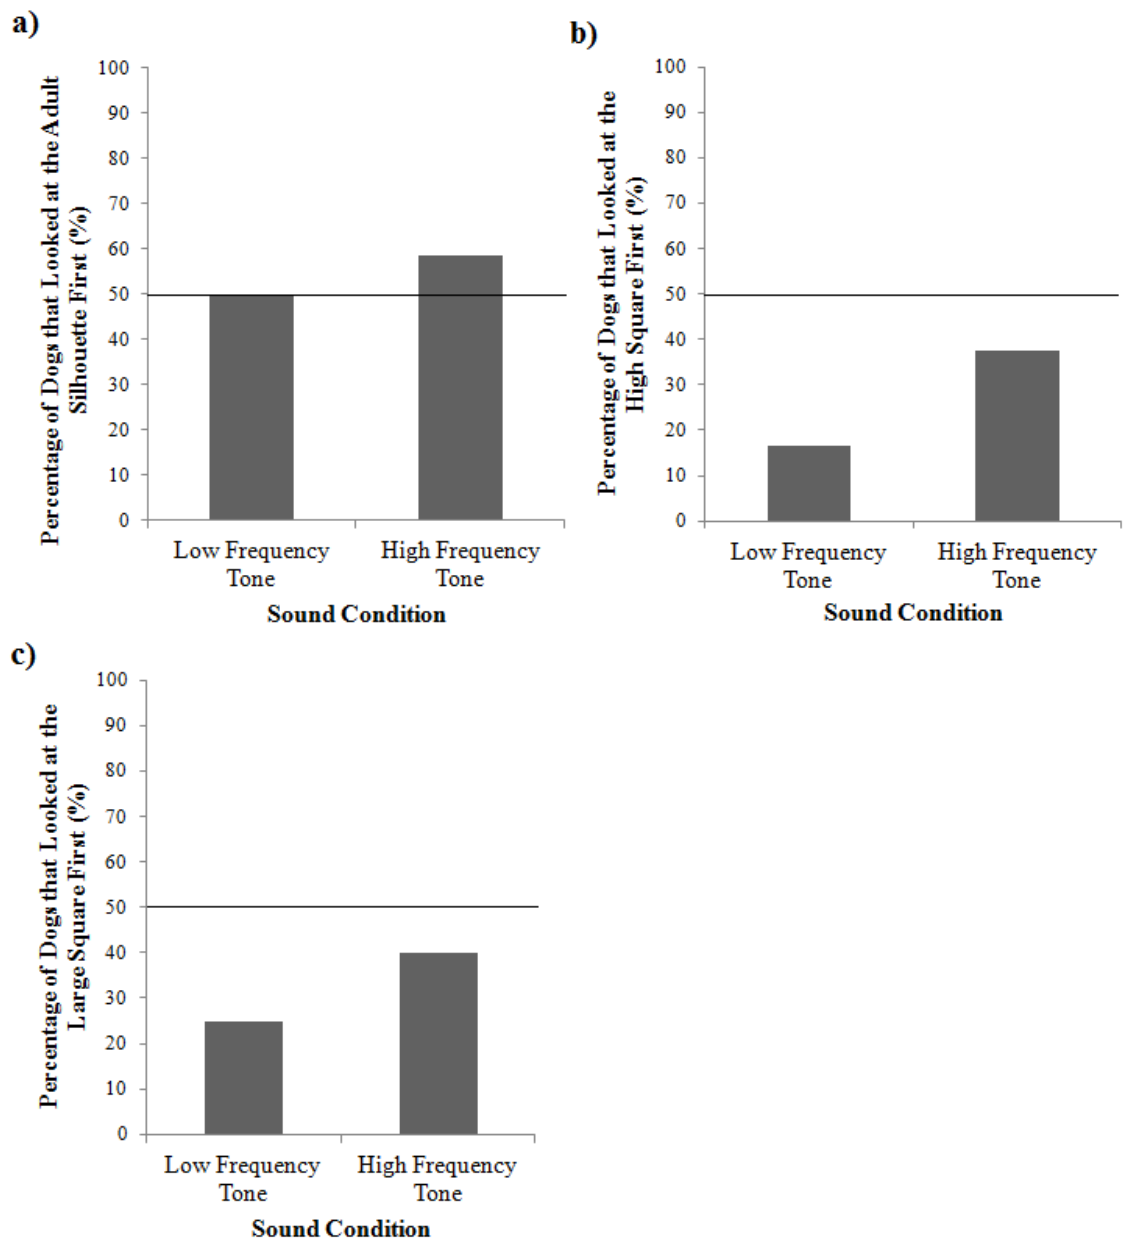 a)
Percentage of Dogs that Looked at the Adult
Silhouette First (%)
100
90
80
70
60
50
40
30
20
10
0
Low Frequency
Tone
High Frequency
Tone
Sound Condition
b)
Percentage of Dogs that Looked at the
High Square First (%)
100
90
80
70
60
50
40
30
20
10
0
Low Frequency
Tone
High Frequency
Tone
Sound Condition
c)
Percentage of Dogs that Looked at the
Large Square First (%)
100
90
80
70
60
50
40
30
20
10
0
Low Frequency
Tone
High Frequency
Tone
Sound Condition